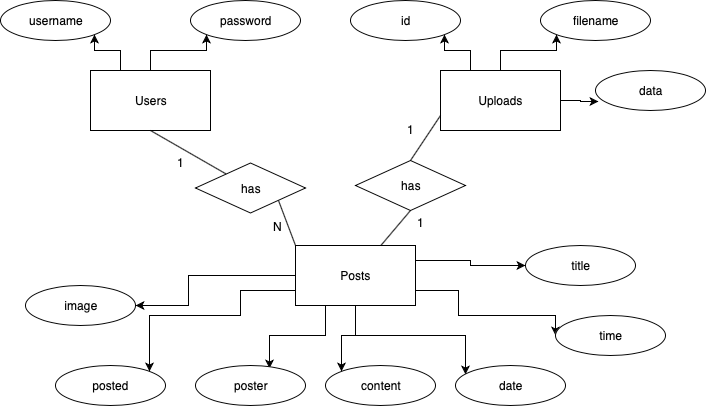 username
password
id
filename
data
Users
Uploads
1
1
has
has
N
1
Posts
title
image
time
posted
poster
content
date